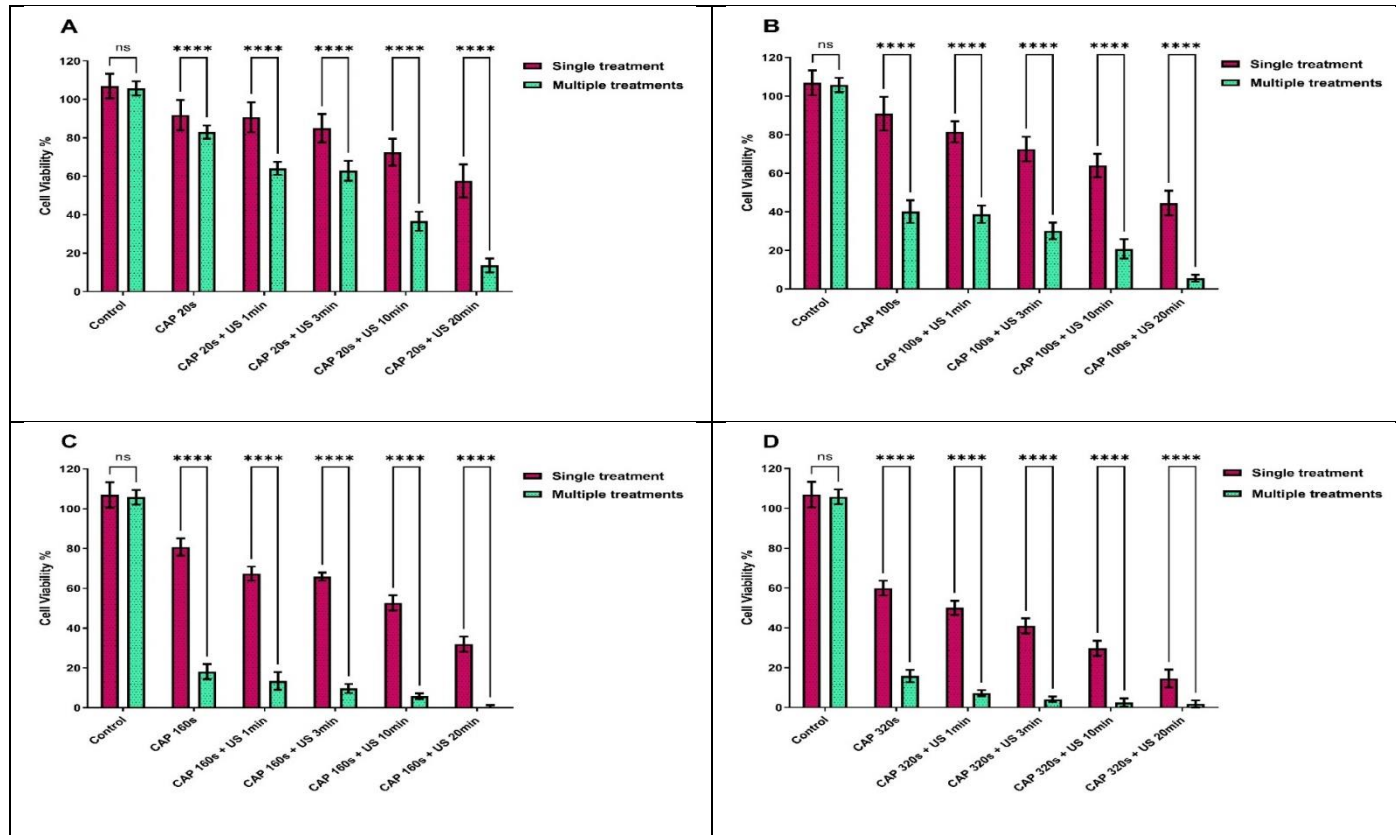 A
ns **** **** **** **** ****
Single treatment
Multiple treatments
Cell Viability %
120
100
80
60
40
20
0
Control
CAP 20s
CAP 20s + US 1min
CAP 20s + US 3min
CAP 20s + US 10min
CAP 20s + US 20min
B
ns **** **** **** **** ****
Single treatment
Multiple treatments
Cell Viability %
120
100
80
60
40
20
0
Control
CAP 100s
CAP 100s + US 1min
CAP 100s + US 3min
CAP 100s + US 10min
CAP 100s + US 20min
C
ns **** **** **** **** ****
Single treatment
Multiple treatments
Cell Viability %
120
100
80
60
40
20
0
Control
CAP 160s
CAP 160s + US 1min
CAP 160s + US 3min
CAP 160s + US 10min
CAP 160s + US 20min
D
ns **** **** **** **** ****
Single treatment
Multiple treatments
Cell Viability %
120
100
80
60
40
20
0
Control
CAP 320s
CAP 320s + US 1min
CAP 320s + US 3min
CAP 320s + US 10min
CAP 320s + US 20min